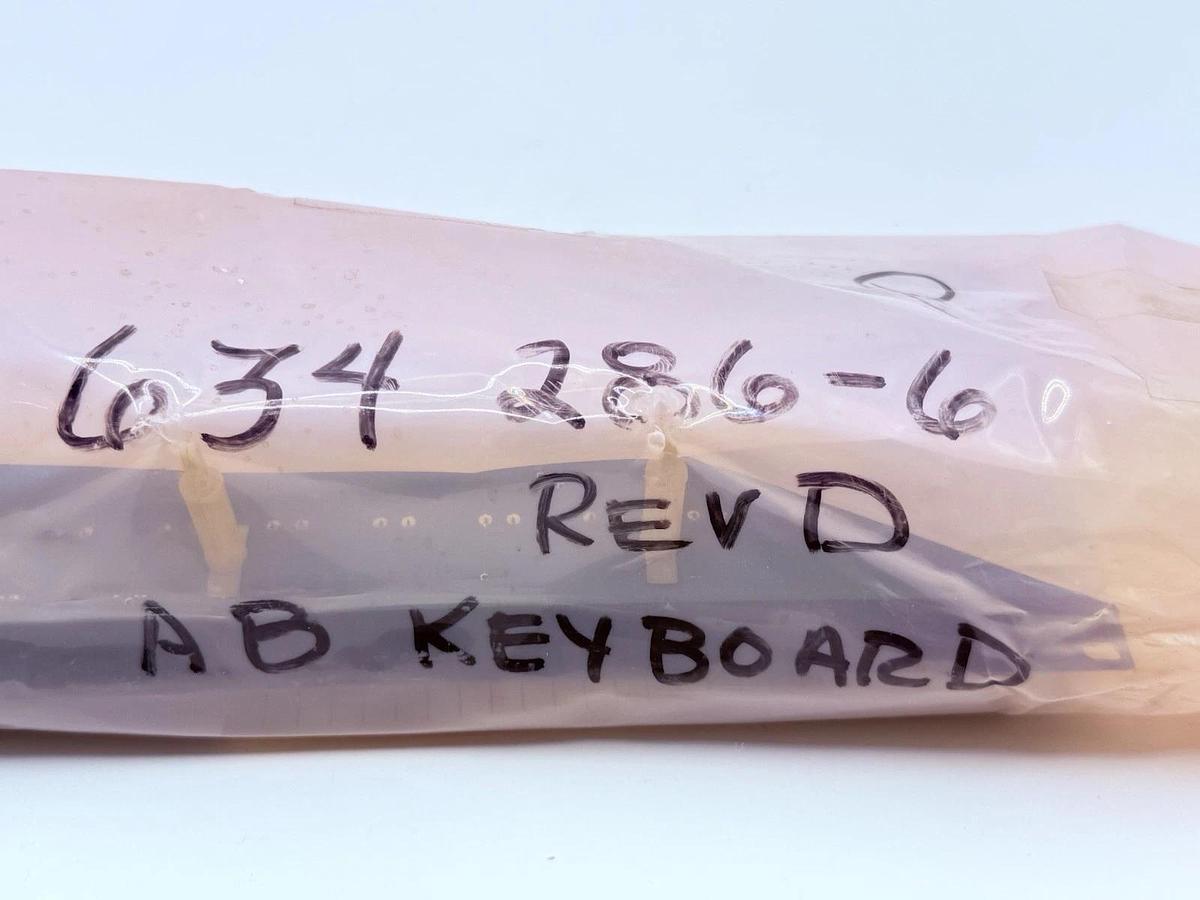 634 286-6
REV D
AB KEYBOARD